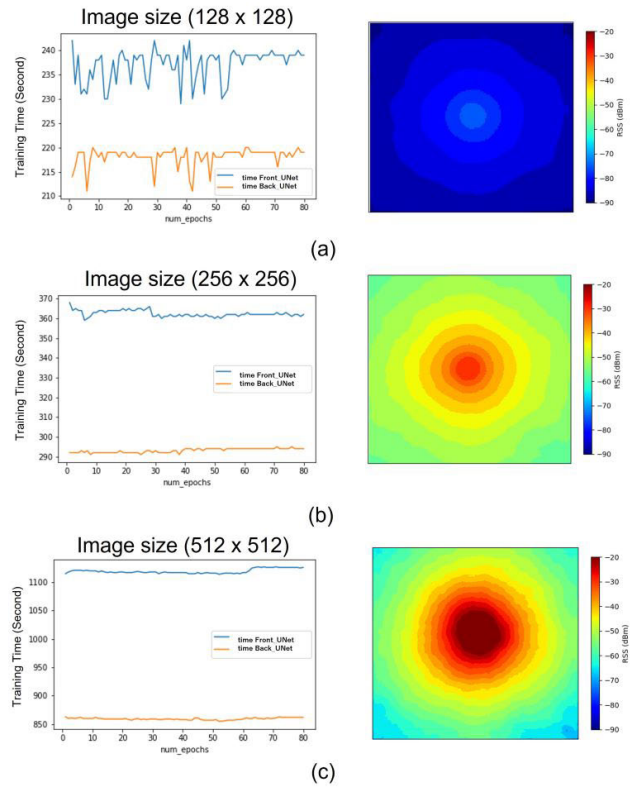 Image size (128 x 128)
240
235
230
225
220
215
210
Training Time (Second)
time Front_UNet
time Back_UNet
0 10 20 30 40 50 60 70 80
num_epochs
−20
−30
−40
−50
−60
−70
−80
−90
RSS (dBm)
(a)
Image size (256 x 256)
370
360
350
340
330
320
310
300
290
Training Time (Second)
time Front_UNet
time Back_UNet
0 10 20 30 40 50 60 70 80
num_epochs
−20
−30
−40
−50
−60
−70
−80
−90
RSS (dBm)
(b)
Image size (512 x 512)
1100
1050
1000
950
900
850
Training Time (Second)
time Front_UNet
time Back_UNet
0 10 20 30 40 50 60 70 80
num_epochs
−20
−30
−40
−50
−60
−70
−80
−90
RSS (dBm)
(c)